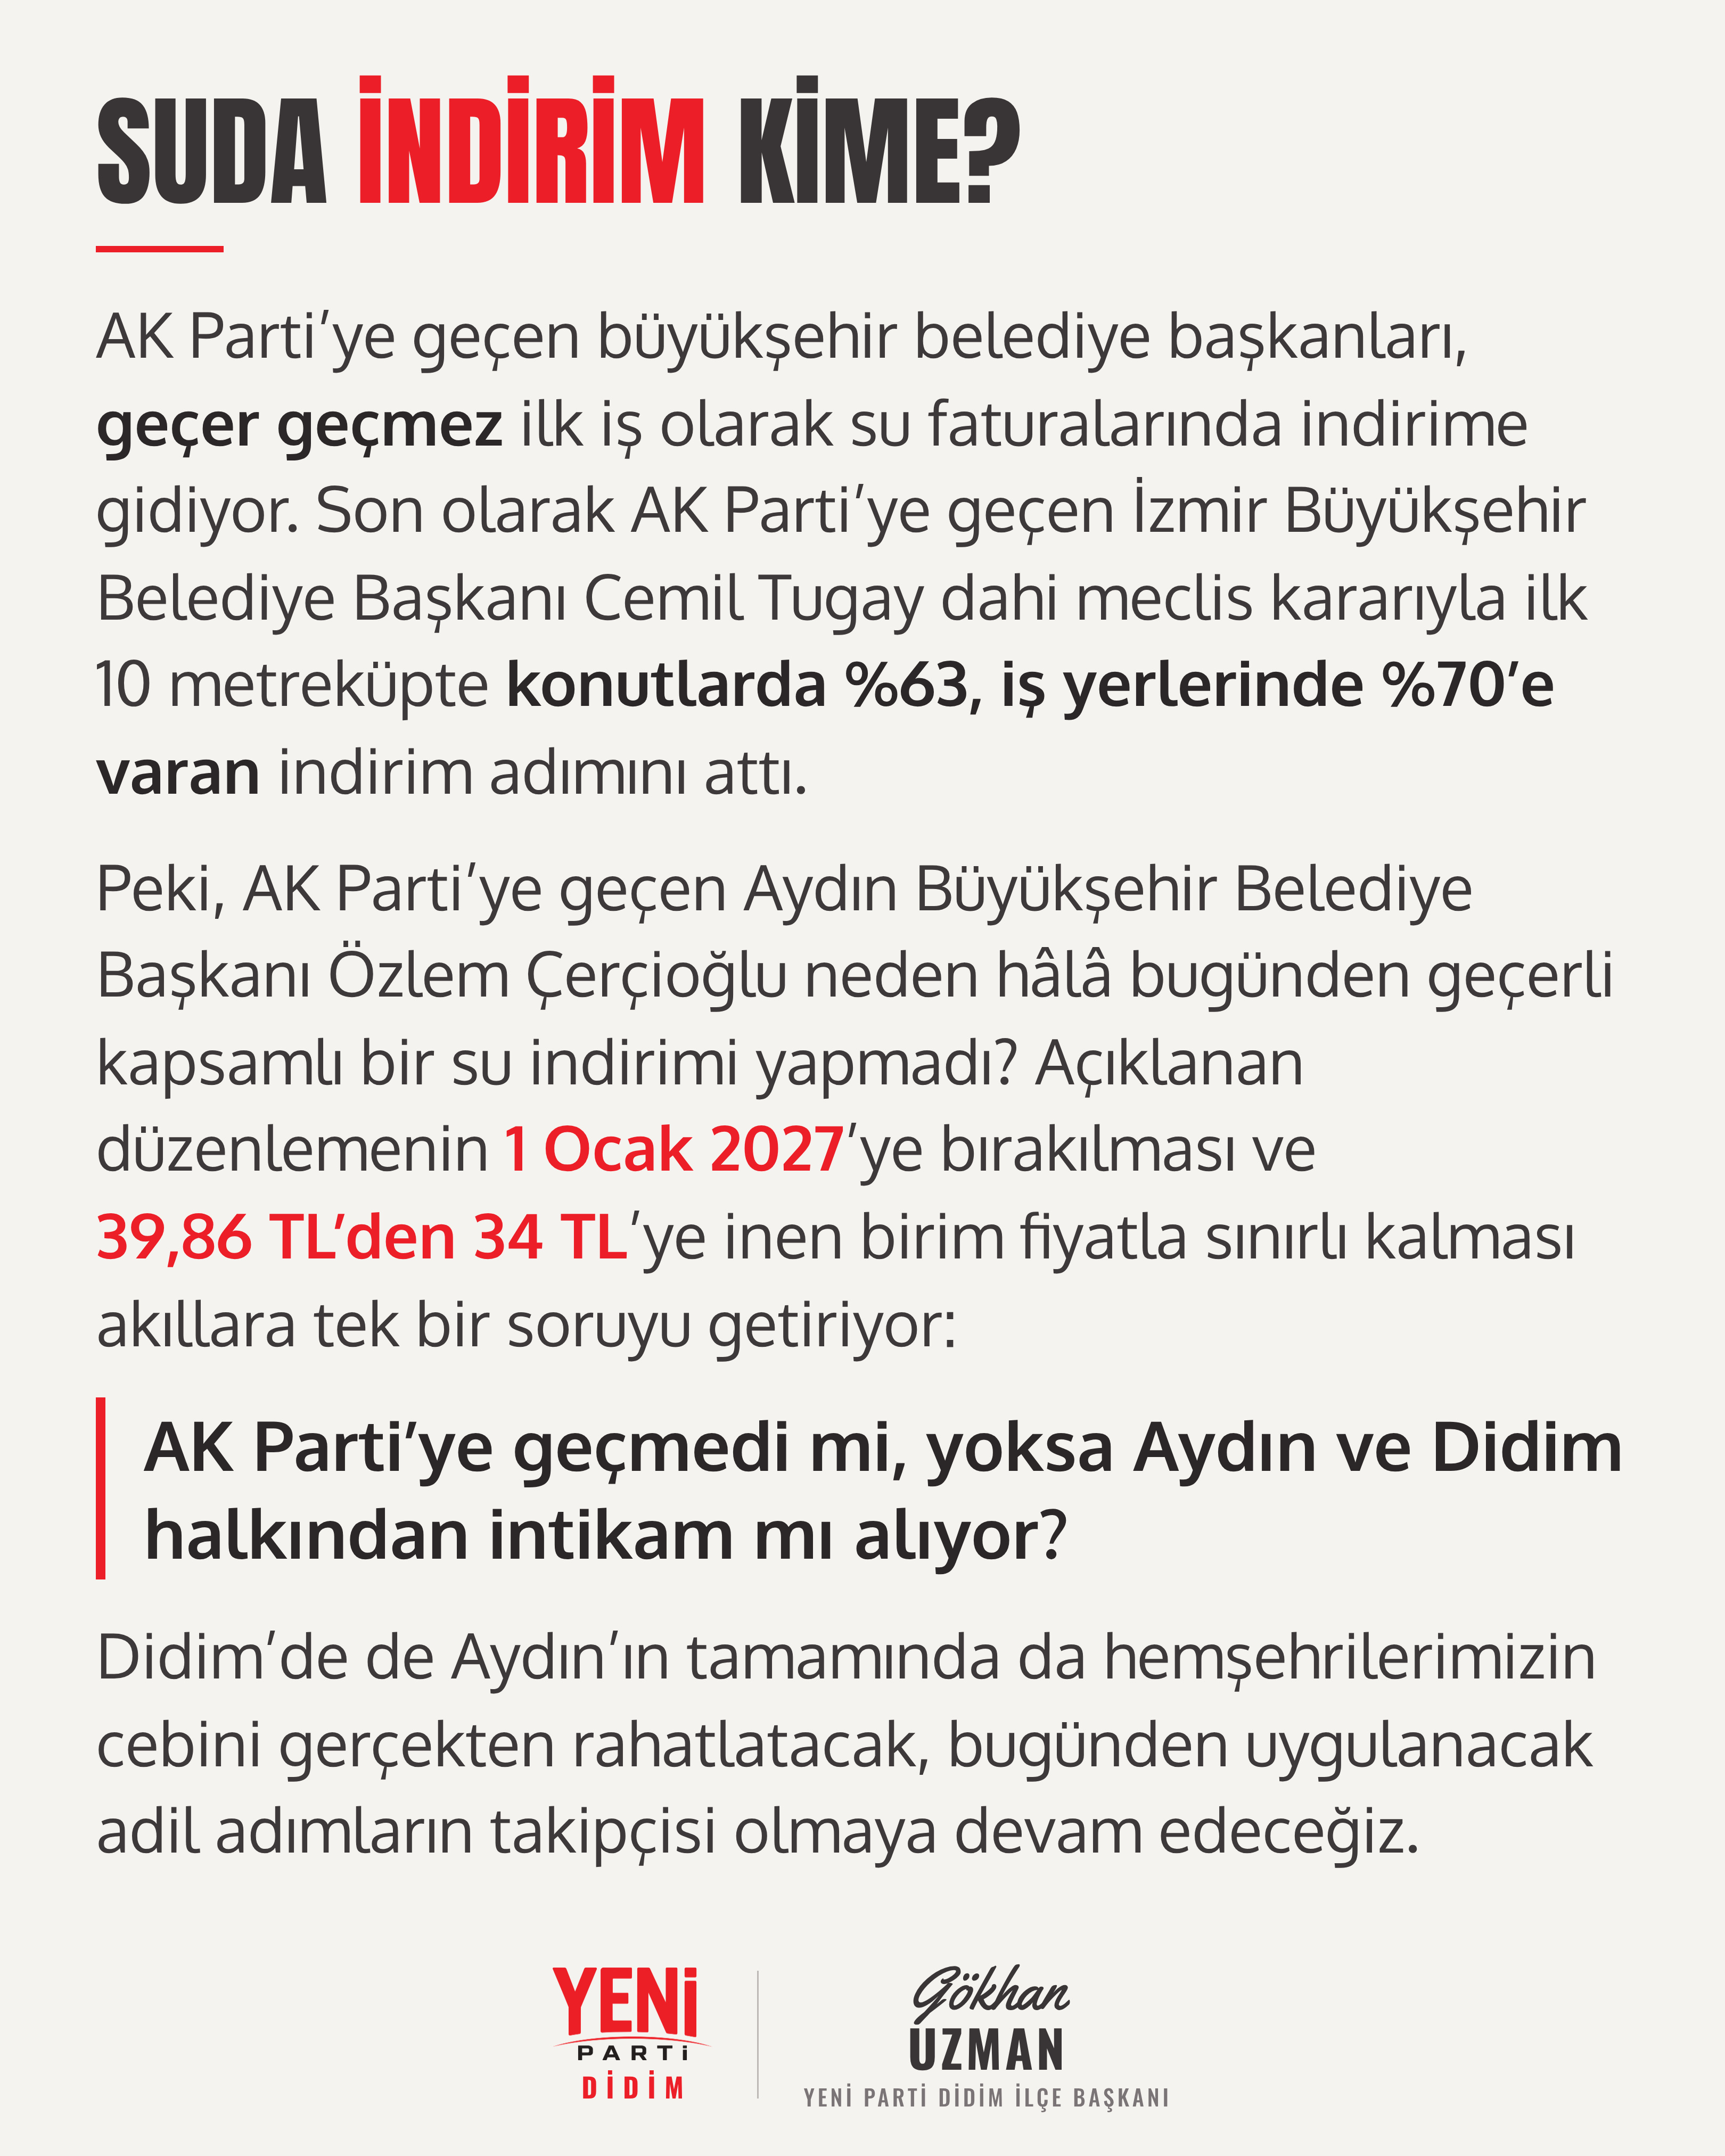 SUDA İNDİRİM KİME?
AK Parti’ye geçen büyükşehir belediye başkanları,
geçer geçmez ilk iş olarak su faturalarında indirime
gidiyor. Son olarak AK Parti’ye geçen İzmir Büyükşehir
Belediye Başkanı Cemil Tugay dahi meclis kararıyla ilk
10 metreküpte konutlarda %63, iş yerlerinde %70’e
varan indirim adımını attı.
Peki, AK Parti’ye geçen Aydın Büyükşehir Belediye
Başkanı Özlem Çerçioğlu neden hâlâ bugünden geçerli
kapsamlı bir su indirimi yapmadı? Açıklanan
düzenlemenin 1 Ocak 2027’ye bırakılması ve
39,86 TL’den 34 TL’ye inen birim fiyatla sınırlı kalması
akıllara tek bir soruyu getiriyor:
AK Parti’ye geçmedi mi, yoksa Aydın ve Didim
halkından intikam mı alıyor?
Didim’de de Aydın’ın tamamında da hemşehrilerimizin
cebini gerçekten rahatlatacak, bugünden uygulanacak
adil adımların takipçisi olmaya devam edeceğiz.
YENİ
PARTİ
DİDİM
Gökhan
UZMAN
YENİ PARTİ DİDİM İLÇE BAŞKANI